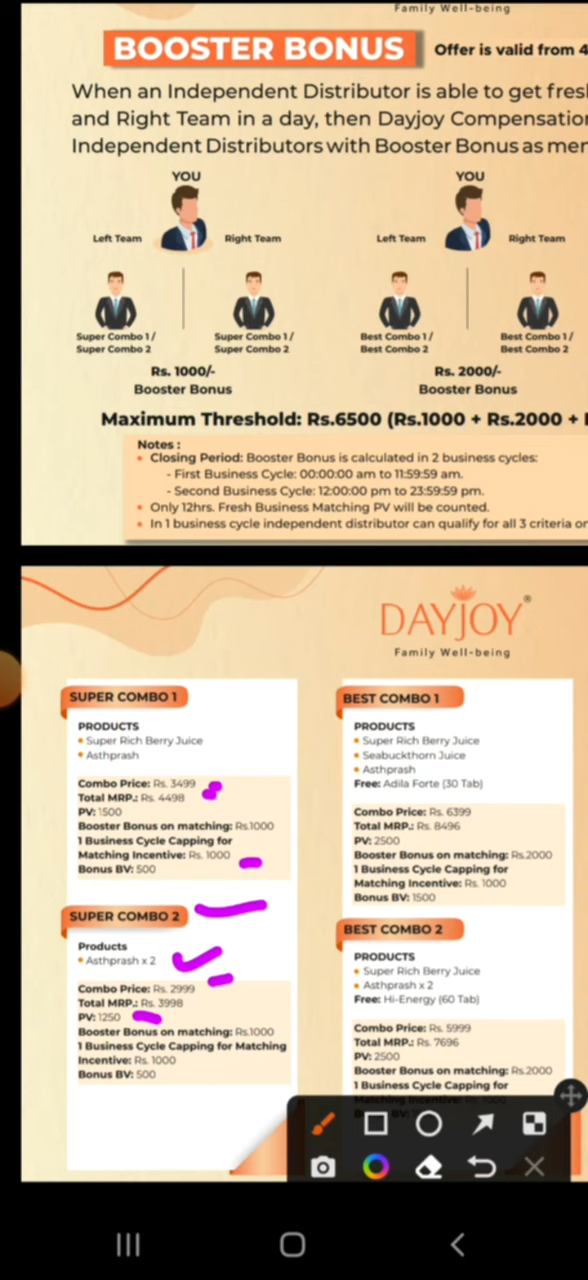 Family Well-being
BOOSTER BONUS
Offer is valid from 4
When an Independent Distributor is able to get fres
and Right Team in a day, then Dayjoy Compensatio
Independent Distributors with Booster Bonus as me
YOU
Left Team
Right Team
Super Combo 1/
Super Combo 2
Super Combo 1/
Super Combo 2
Rs. 1000/-
Booster Bonus
YOU
Left Team
Right Team
Best Combo 1/
Best Combo 2
Best Combo 1/
Best Combo 2
Rs. 2000/-
Booster Bonus
Maximum Threshold: Rs.6500 (Rs.1000 + Rs.2000 +
Notes :
• Closing Period: Booster Bonus is calculated in 2 business cycles:
- First Business Cycle: 00:00:00 am to 11:59:59 am.
- Second Business Cycle: 12:00:00 pm to 23:59:59 pm.
• Only 12hrs. Fresh Business Matching PV will be counted.
• In 1 business cycle independent distributor can qualify for all 3 criteria or
DAYJOY®
Family Well-being
SUPER COMBO 1
PRODUCTS
• Super Rich Berry Juice
• Asthprash
Combo Price: Rs. 3499
Total MRP.: Rs. 4498
PV: 1500
Booster Bonus on matching: Rs.1000
1 Business Cycle Capping for
Matching Incentive: Rs. 1000
Bonus BV: 500
SUPER COMBO 2
Products
• Asthprash x 2
Combo Price: Rs. 2999
Total MRP.: Rs. 3998
PV: 1250
Booster Bonus on matching: Rs.1000
1 Business Cycle Capping for Matching
Incentive: Rs. 1000
Bonus BV: 500
BEST COMBO 1
PRODUCTS
• Super Rich Berry Juice
• Seabuckthorn Juice
• Asthprash
Free: Adila Forte (30 Tab)
Combo Price: Rs. 6399
Total MRP.: Rs. 8496
PV: 2500
Booster Bonus on matching: Rs.2000
1 Business Cycle Capping for
Matching Incentive: Rs. 1000
Bonus BV: 1500
BEST COMBO 2
PRODUCTS
• Super Rich Berry Juice
• Asthprash x 2
Free: Hi-Energy (60 Tab)
Combo Price: Rs. 5999
Total MRP.: Rs. 7696
PV: 2500
Booster Bonus on matching: Rs.2000
1 Business Cycle Capping for
Matching Incentive: Rs. 1000